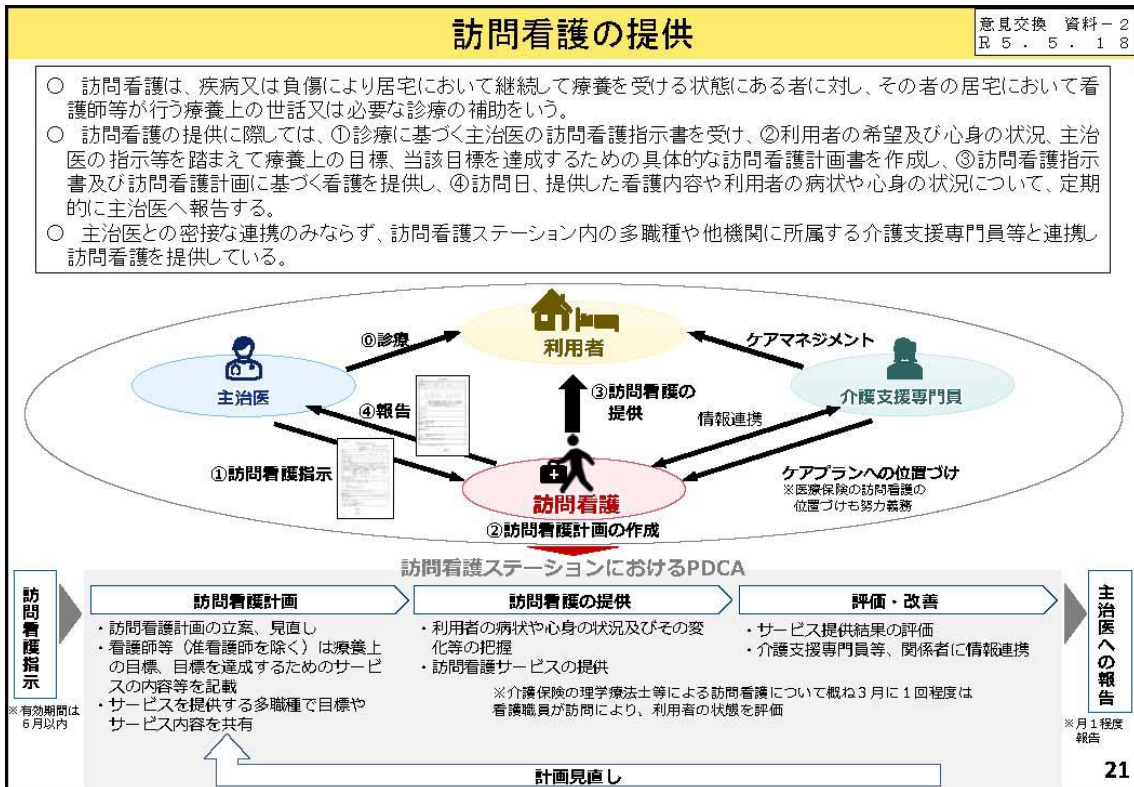 訪問看護の提供
意見交換 資料－2
R5.5.18
○ 訪問看護は、疾病又は負傷により居宅において継続して療養を受ける状態にある者に対し、その者の居宅において看
護師等が行う療養上の世話又は必要な診療の補助をいう。
○ 訪問看護の提供に際しては、①診療に基づく主治医の訪問看護指示書を受け、②利用者の希望及び心身の状況、主治
医の指示等を踏まえて療養上の目標、当該目標を達成するための具体的な訪問看護計画書を作成し、③訪問看護指示
書及び訪問看護計画に基づく看護を提供し、④訪問日、提供した看護内容や利用者の病状や心身の状況について、定期
的に主治医へ報告する。
○ 主治医との密接な連携のみならず、訪問看護ステーション内の多職種や他機関に所属する介護支援専門員等と連携し
訪問看護を提供している。
利用者
⓪診療
ケアマネジメント
主治医
介護支援専門員
④報告
③訪問看護の
提供
情報連携
①訪問看護指示
訪問看護
②訪問看護計画の作成
ケアプランへの位置づけ
※医療保険の訪問看護の
位置づけも努力義務
訪問看護ステーションにおけるPDCA
訪問看護指示
※有効期間は
6月以内
訪問看護計画
・訪問看護計画の立案、見直し
・看護師等（准看護師を除く）は療養上
の目標、目標を達成するためのサービ
スの内容等を記載
・サービスを提供する多職種で目標や
サービス内容を共有
訪問看護の提供
・利用者の病状や心身の状況及びその変
化等の把握
・訪問看護サービスの提供
※介護保険の理学療法士等による訪問看護について概ね３月に１回程度は
看護職員が訪問により、利用者の状態を評価
評価・改善
・サービス提供結果の評価
・介護支援専門員等、関係者に情報連携
主治医への報告
※月１程度
報告
計画見直し
21